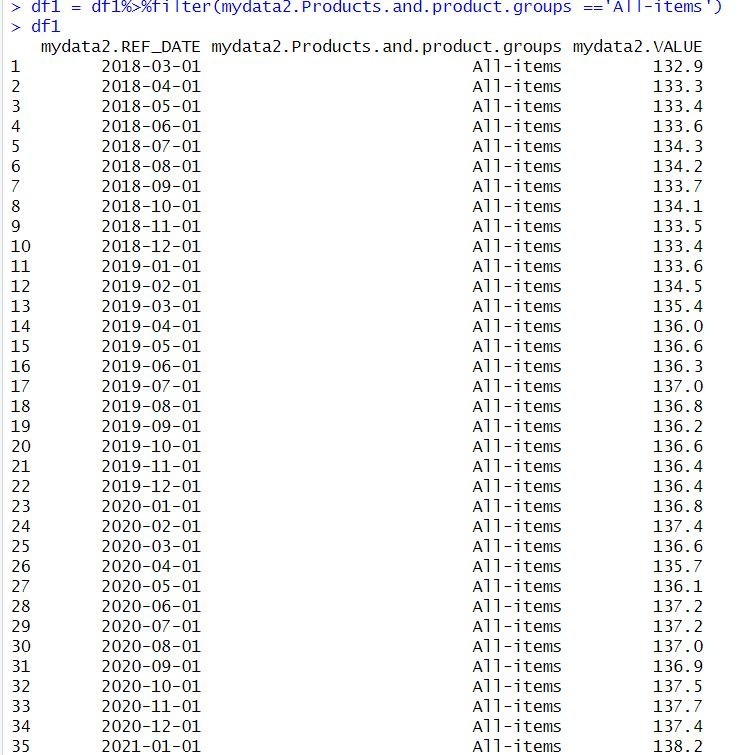 > df1 = df1%>%filter(mydata2.Products.and.product.groups =='All-items')
> df1
mydata2.REF_DATE mydata2.Products.and.product.groups mydata2.VALUE
1 2018-03-01 All-items 132.9
2 2018-04-01 All-items 133.3
3 2018-05-01 All-items 133.4
4 2018-06-01 All-items 133.6
5 2018-07-01 All-items 134.3
6 2018-08-01 All-items 134.2
7 2018-09-01 All-items 133.7
8 2018-10-01 All-items 134.1
9 2018-11-01 All-items 133.5
10 2018-12-01 All-items 133.4
11 2019-01-01 All-items 133.6
12 2019-02-01 All-items 134.5
13 2019-03-01 All-items 135.4
14 2019-04-01 All-items 136.0
15 2019-05-01 All-items 136.6
16 2019-06-01 All-items 136.3
17 2019-07-01 All-items 137.0
18 2019-08-01 All-items 136.8
19 2019-09-01 All-items 136.2
20 2019-10-01 All-items 136.6
21 2019-11-01 All-items 136.4
22 2019-12-01 All-items 136.4
23 2020-01-01 All-items 136.8
24 2020-02-01 All-items 137.4
25 2020-03-01 All-items 136.6
26 2020-04-01 All-items 135.7
27 2020-05-01 All-items 136.1
28 2020-06-01 All-items 137.2
29 2020-07-01 All-items 137.2
30 2020-08-01 All-items 137.0
31 2020-09-01 All-items 136.9
32 2020-10-01 All-items 137.5
33 2020-11-01 All-items 137.7
34 2020-12-01 All-items 137.4
35 2021-01-01 All-items 138.2